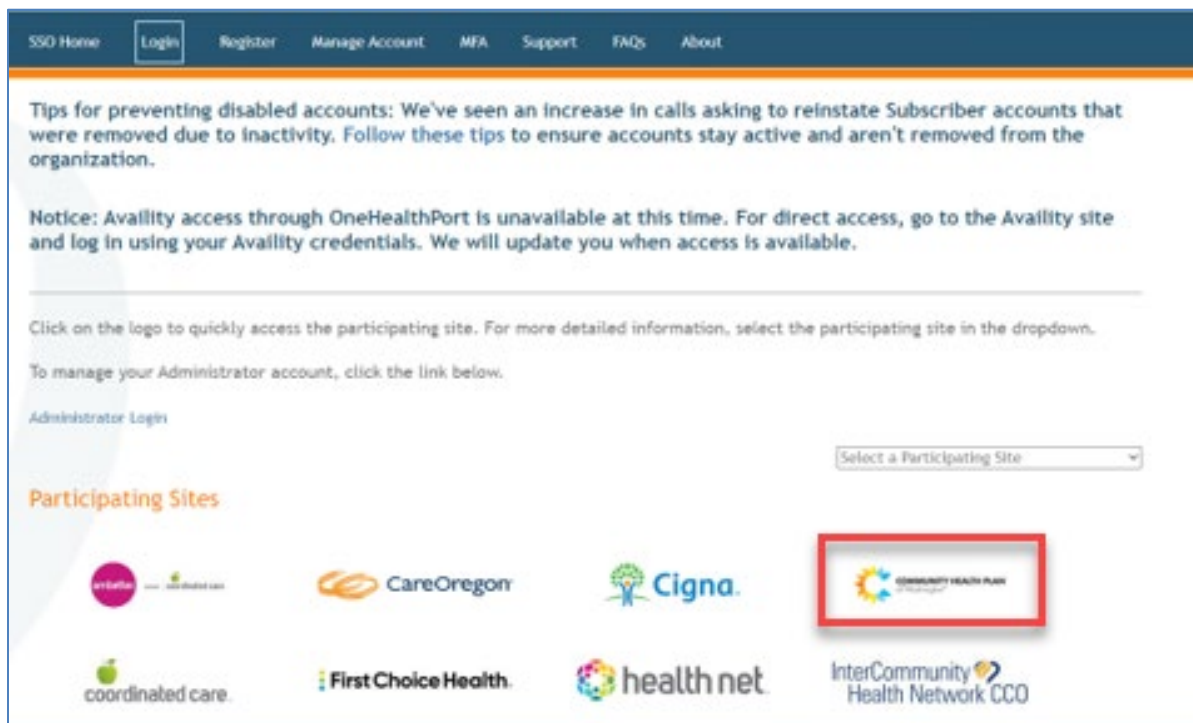 SSO Home Login Register Manage Account MFA Support FAQs About
Tips for preventing disabled accounts: We've seen an increase in calls asking to reinstate Subscriber accounts that
were removed due to inactivity. Follow these tips to ensure accounts stay active and aren't removed from the
organization.
Notice: Availity access through OneHealthPort is unavailable at this time. For direct access, go to the Availity site
and log in using your Availity credentials. We will update you when access is available.
Click on the logo to quickly access the participating site. For more detailed information, select the participating site in the dropdown.
To manage your Administrator account, click the link below.
Administrator Login
Select a Participating Site
Participating Sites
coordinated care
CareOregon
Cigna.
COMMUNITY HEALTH PLAN
of Washington
coordinated care.
First Choice Health.
health net
InterCommunity
Health Network CCO